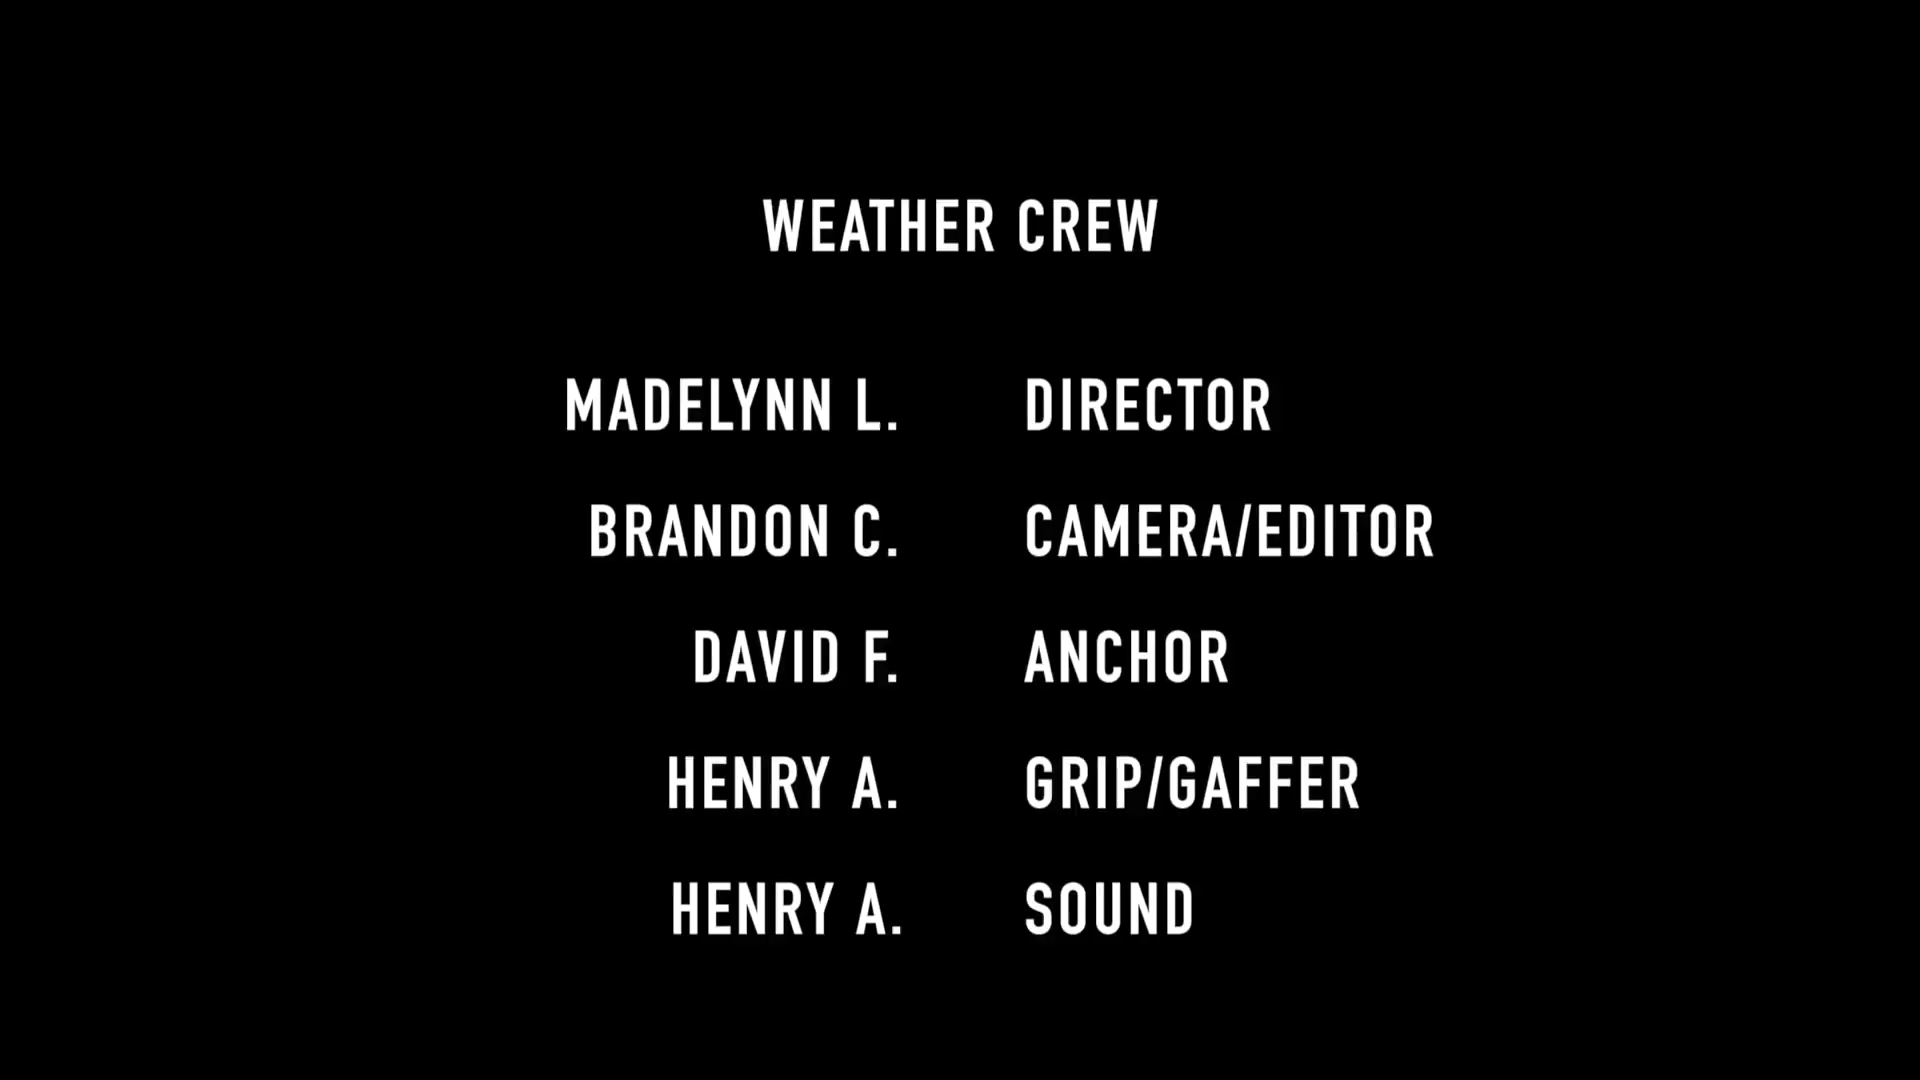 WEATHER CREW
MADELYNN L. DIRECTOR
BRANDON C. CAMERA/EDITOR
DAVID F. ANCHOR
HENRY A. GRIP/GAFFER
HENRY A. SOUND